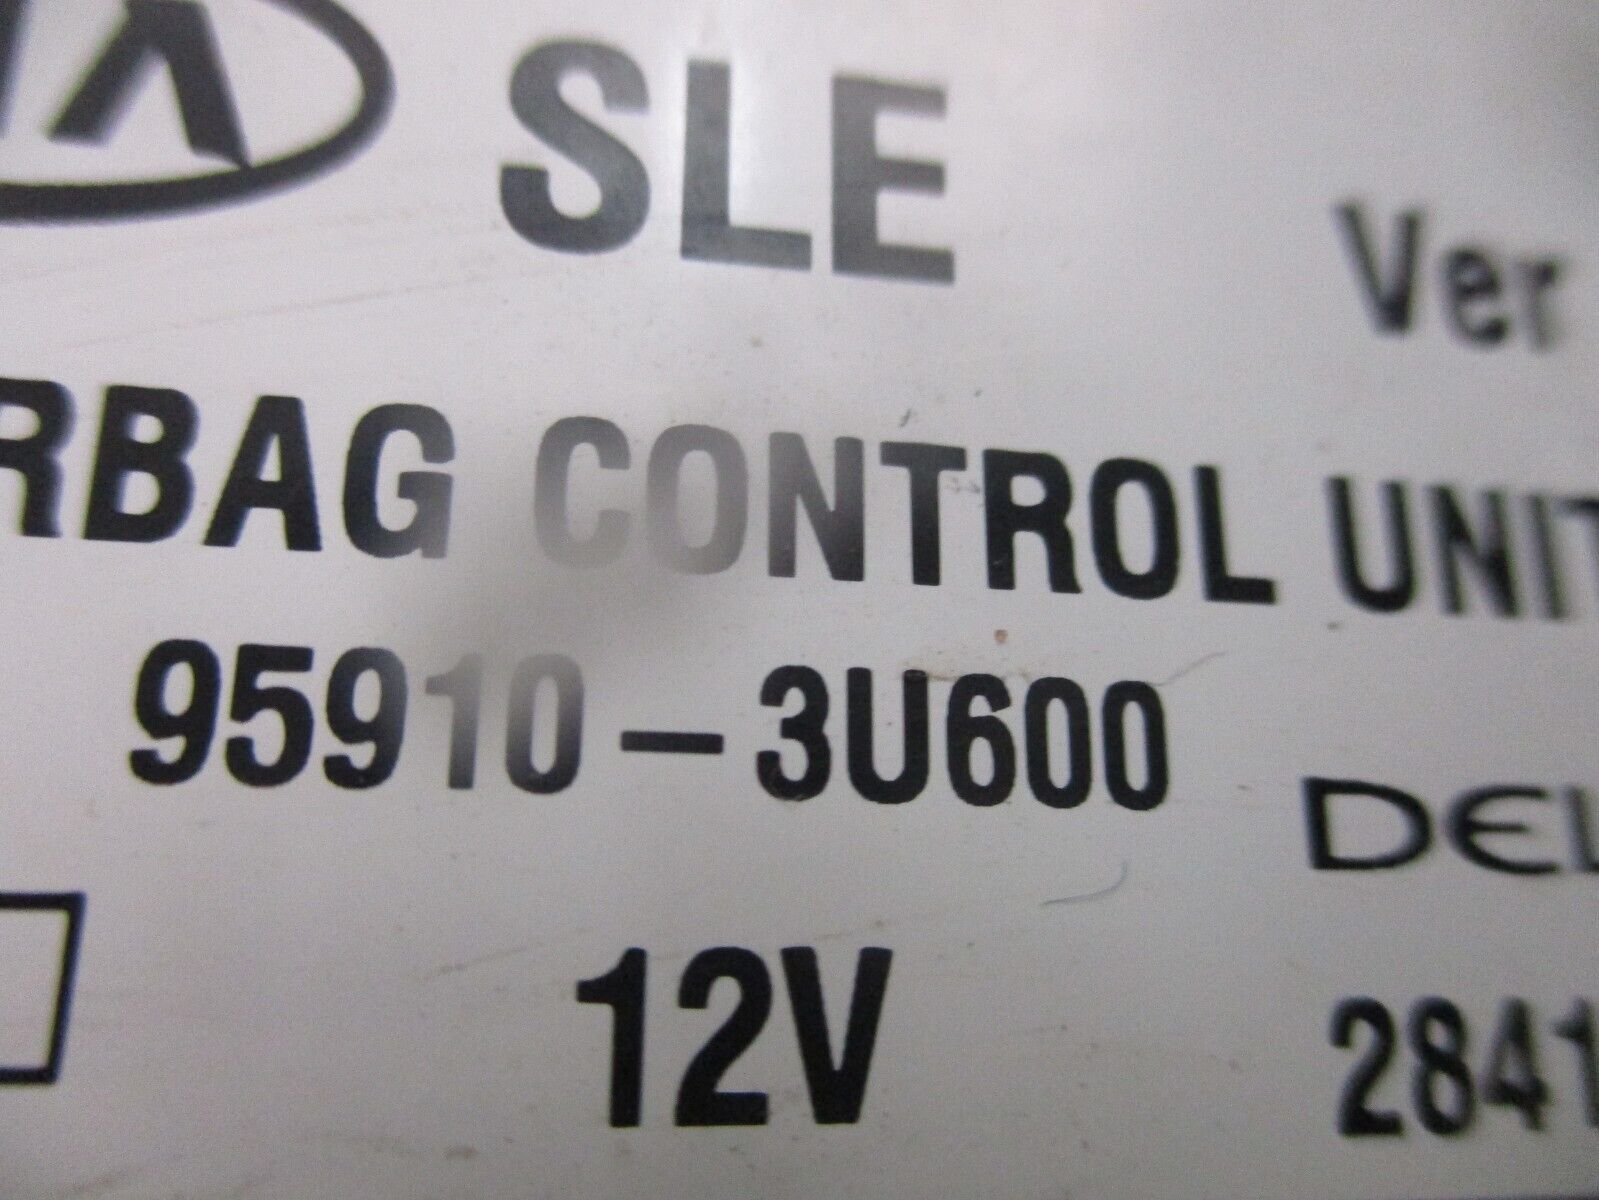 SLE
Ver
RBAG CONTROL UNIT
95910-3U600
DEL
12V
2841